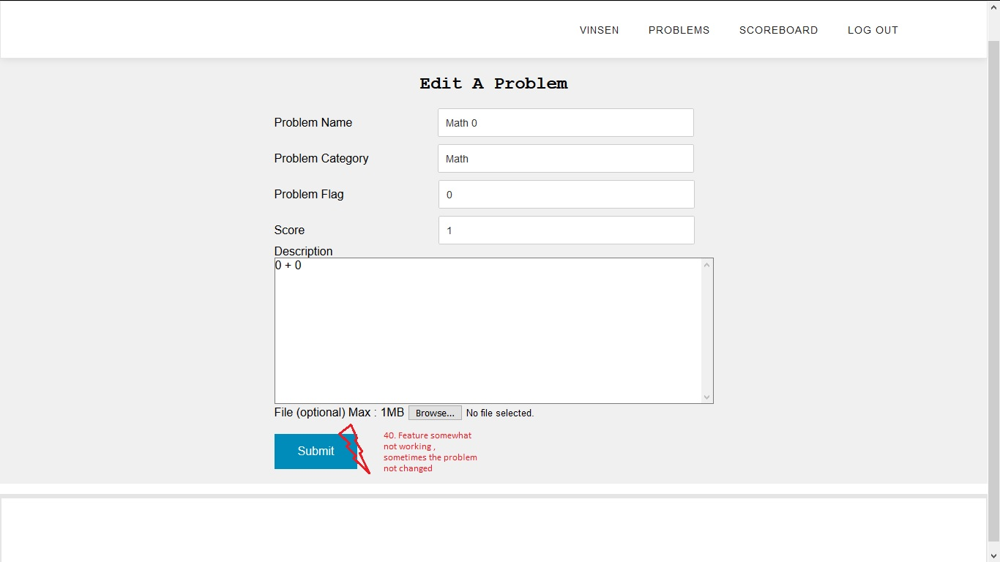 VINSEN PROBLEMS SCOREBOARD LOG OUT
Edit A Problem
Problem Name Math 0
Problem Category Math
Problem Flag 0
Score 1
Description
0 + 0
File (optional) Max : 1MB Browse... No file selected.
Submit
40. Feature somewhat
not working ,
sometimes the problem
not changed